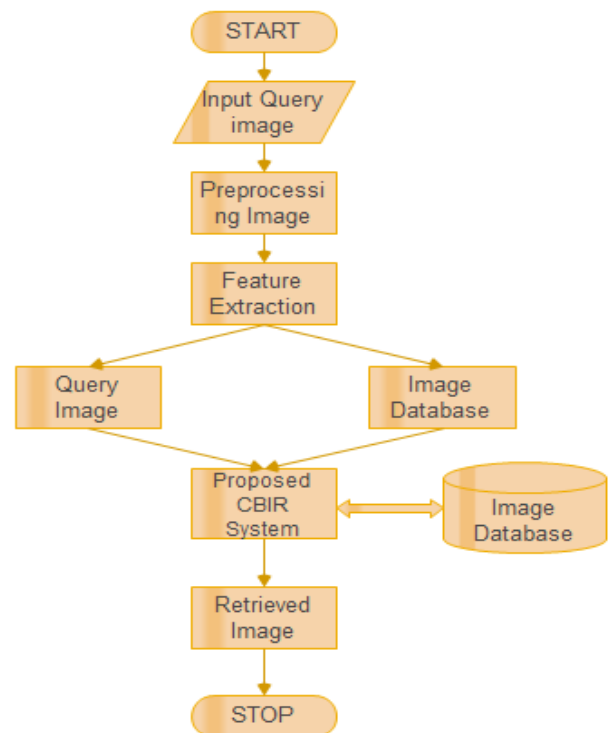 START
Input Query
image
Preprocessi
ng Image
Feature
Extraction
Query
Image
Image
Database
Proposed
CBIR
System
Image
Database
Retrieved
Image
STOP